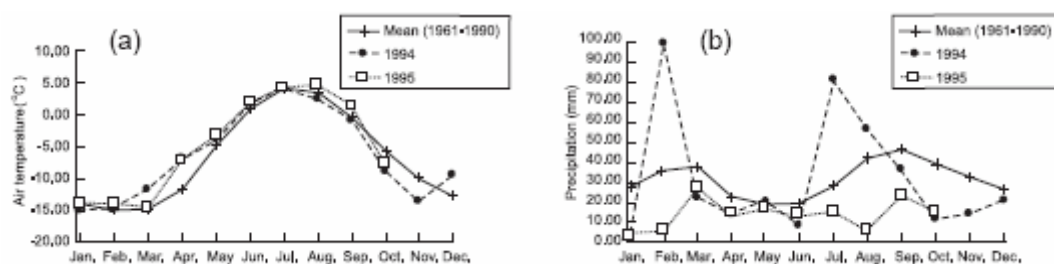 (a)
Mean (1961•1990)
1994
1995
Air temperature (°C)
10,00
5,00
0,00
-5,00
-10,00
-15,00
-20,00
Jan, Feb, Mar, Apr, May Jun, Jul, Aug, Sep, Oct, Nov, Dec,
(b)
Mean (1961•1990)
1994
1995
Precipitation (mm)
100,00
90,00
80,00
70,00
60,00
50,00
40,00
30,00
20,00
10,00
0,00
Jan, Feb, Mar, Apr, May Jun, Jul, Aug, Sep, Oct, Nov, Dec,